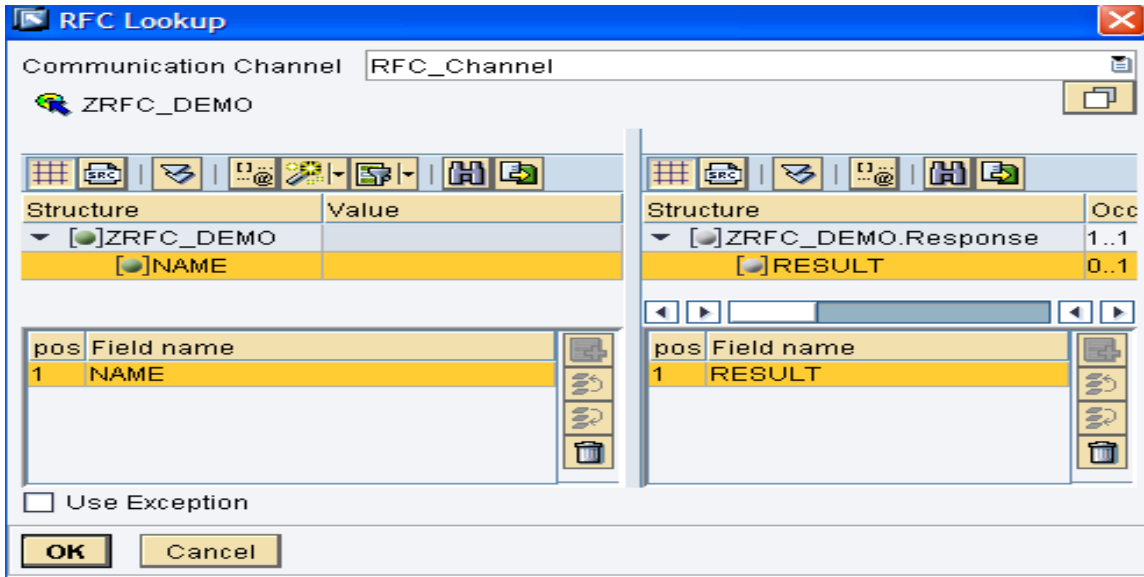 RFC Lookup
Communication Channel RFC_Channel
ZRFC_DEMO
Structure Value
[ ]ZRFC_DEMO
[ ]NAME
pos Field name
1 NAME
Structure Occ
[ ]ZRFC_DEMO.Response 1..1
[ ]RESULT 0..1
pos Field name
1 RESULT
Use Exception
OK Cancel